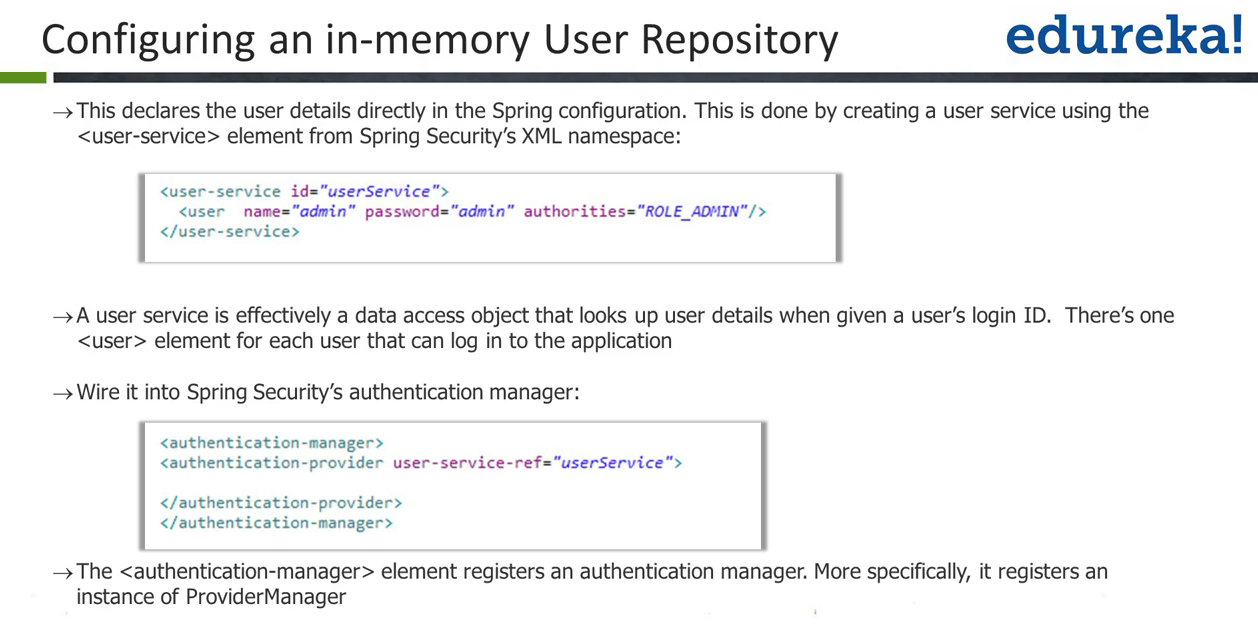 Configuring an in-memory User Repository
edureka!
→This declares the user details directly in the Spring configuration. This is done by creating a user service using the
<user-service> element from Spring Security’s XML namespace:
<user-service id="userService">
<user  name="admin" password="admin" authorities="ROLE_ADMIN"/>
</user-service>
→A user service is effectively a data access object that looks up user details when given a user’s login ID.  There’s one
<user> element for each user that can log in to the application
→Wire it into Spring Security’s authentication manager:
<authentication-manager>
<authentication-provider user-service-ref="userService">
</authentication-provider>
</authentication-manager>
→The <authentication-manager> element registers an authentication manager. More specifically, it registers an
instance of ProviderManager